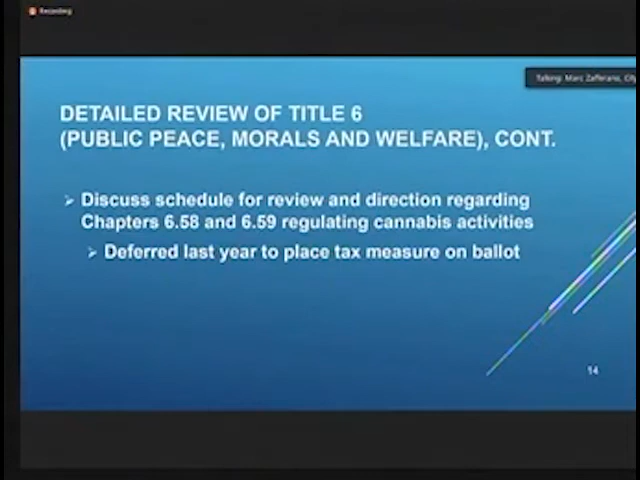 Recording
Talking: Marc Zafferano, City
DETAILED REVIEW OF TITLE 6
(PUBLIC PEACE, MORALS AND WELFARE), CONT.
Discuss schedule for review and direction regarding
Chapters 6.58 and 6.59 regulating cannabis activities
Deferred last year to place tax measure on ballot
14